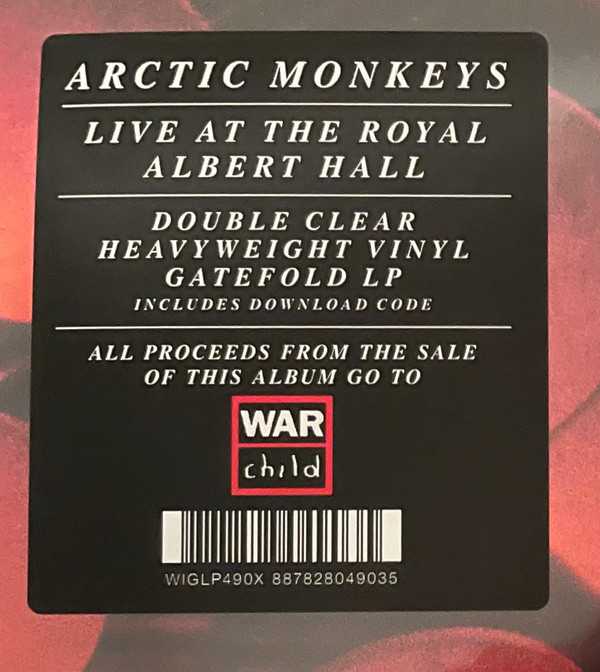 ARCTIC MONKEYS
LIVE AT THE ROYAL
ALBERT HALL
DOUBLE CLEAR
HEAVYWEIGHT VINYL
GATEFOLD LP
INCLUDES DOWNLOAD CODE
ALL PROCEEDS FROM THE SALE
OF THIS ALBUM GO TO
WAR
child
WIGLP490X 887828049035